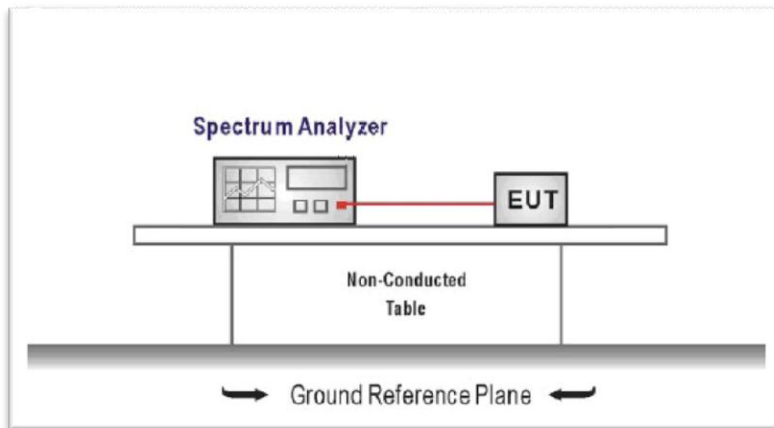 Spectrum Analyzer
EUT
Non-Conducted
Table
Ground Reference Plane